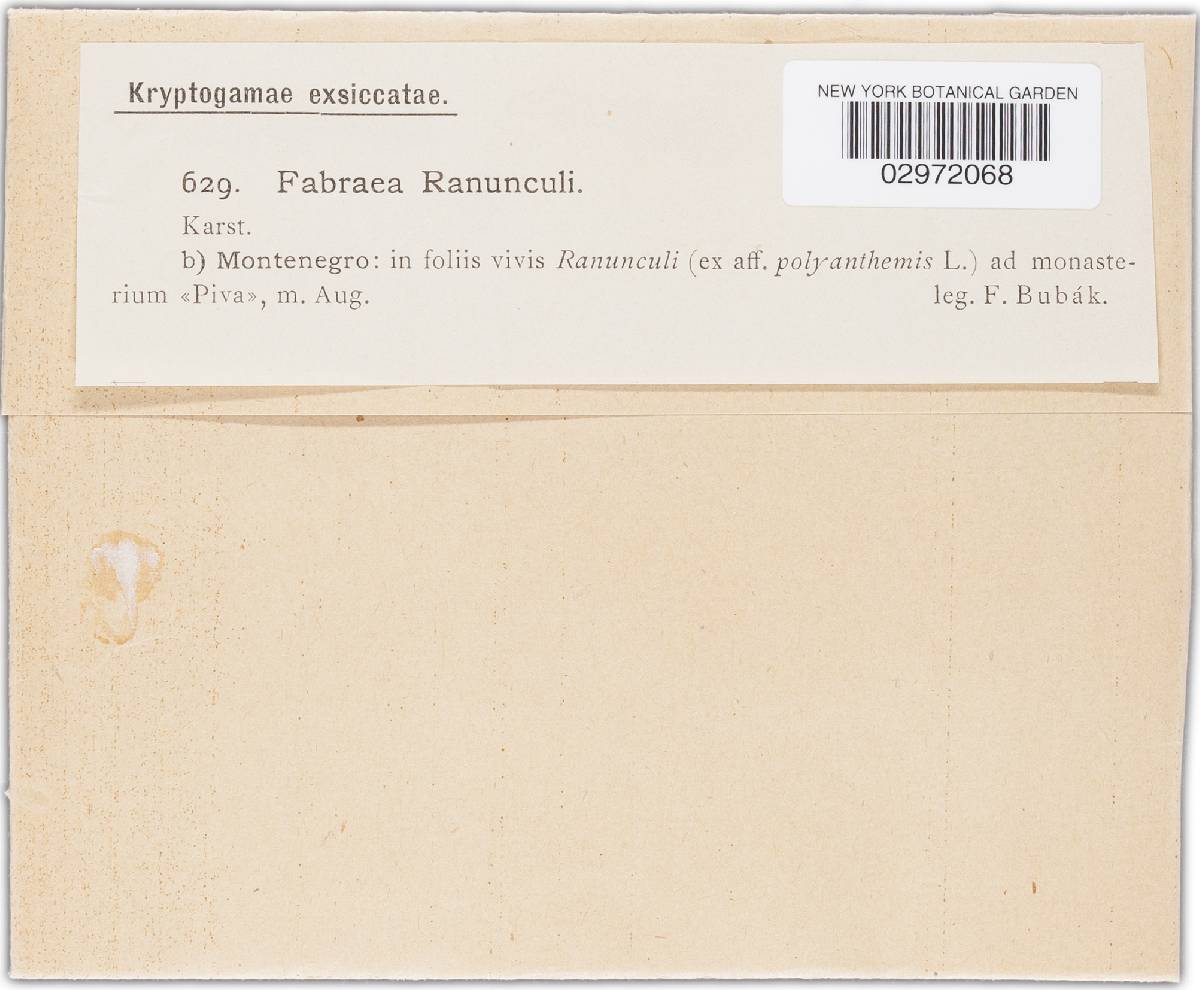 Kryptogamae exsiccatae.
NEW YORK BOTANICAL GARDEN
02972068
629. Fabraea Ranunculi.
Karst.
b) Montenegro: in foliis vivis Ranunculi (ex aff. polyanthemis L.) ad monaste-
rium «Piva», m. Aug. leg. F. Bubák.